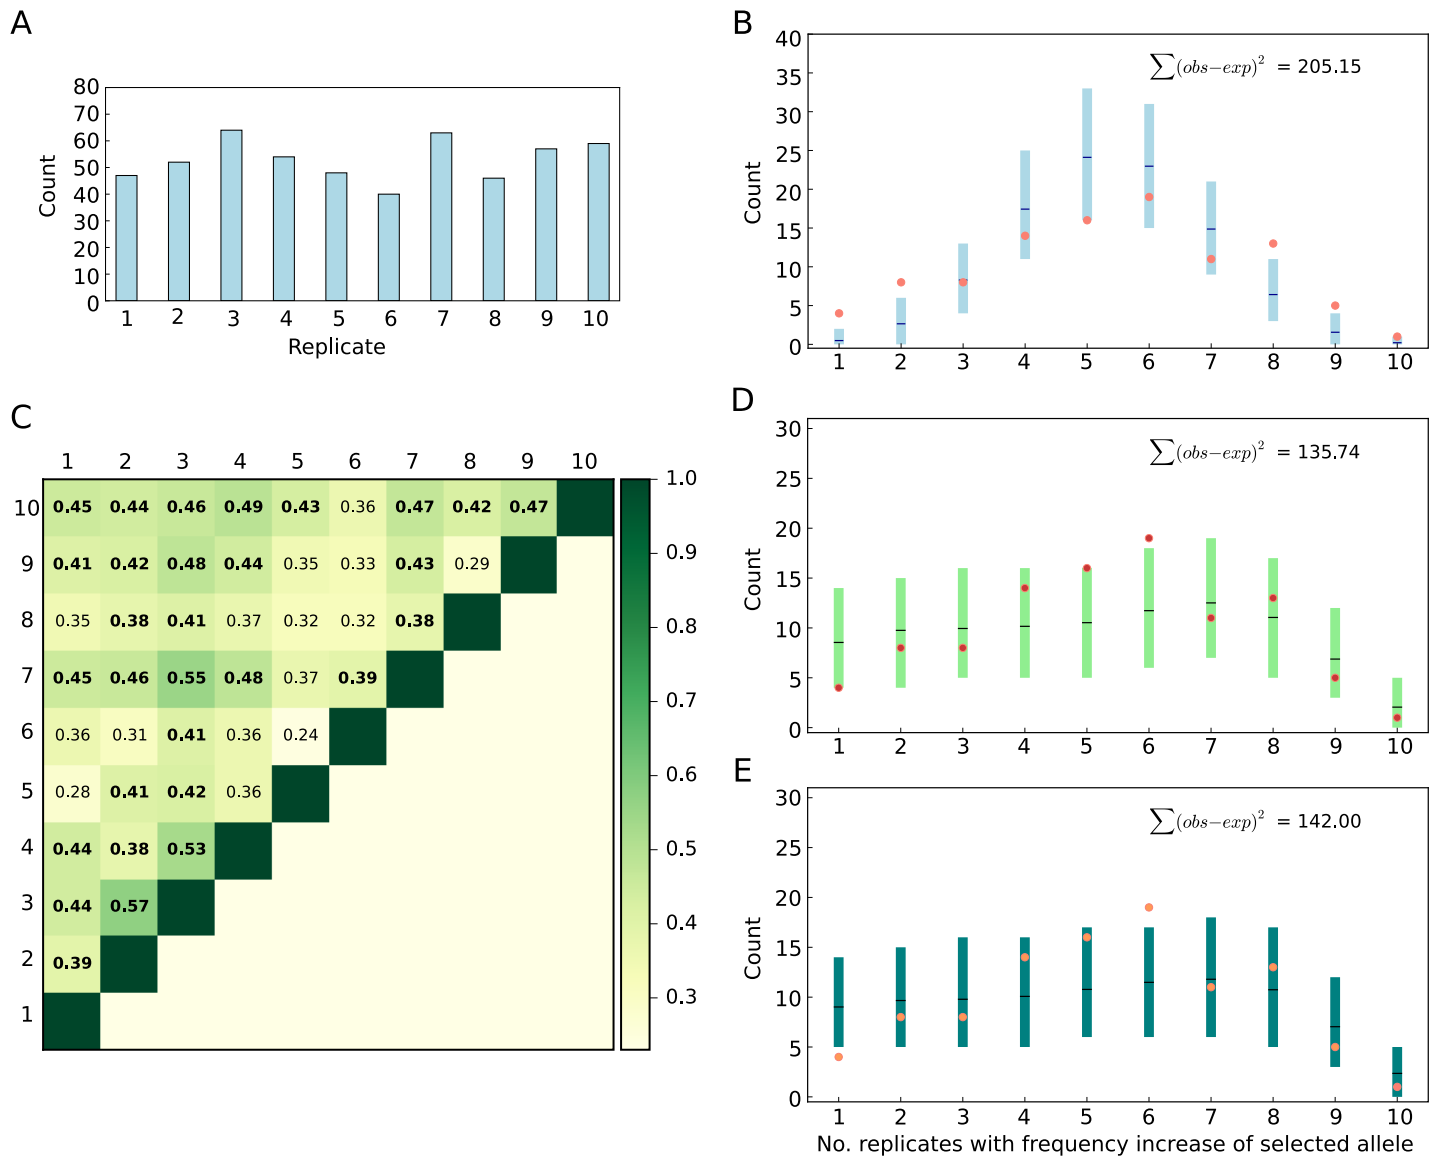 A
80
70
60
50
40
30
20
10
0
Count
1 2 3 4 5 6 7 8 9 10
Replicate
B
∑(obs−exp)² = 205.15
40
35
30
25
20
15
10
5
0
Count
1 2 3 4 5 6 7 8 9 10
C
1 2 3 4 5 6 7 8 9 10
10 0.45 0.44 0.46 0.49 0.43 0.36 0.47 0.42 0.47
9 0.41 0.42 0.48 0.44 0.35 0.33 0.43 0.29
8 0.35 0.38 0.41 0.37 0.32 0.32 0.38
7 0.45 0.46 0.55 0.48 0.37 0.39
6 0.36 0.31 0.41 0.36 0.24
5 0.28 0.41 0.42 0.36
4 0.44 0.38 0.53
3 0.44 0.57
2 0.39
1
1.0
0.9
0.8
0.7
0.6
0.5
0.4
0.3
D
∑(obs−exp)² = 135.74
30
25
20
15
10
5
0
Count
1 2 3 4 5 6 7 8 9 10
E
∑(obs−exp)² = 142.00
30
25
20
15
10
5
0
Count
1 2 3 4 5 6 7 8 9 10
No. replicates with frequency increase of selected allele